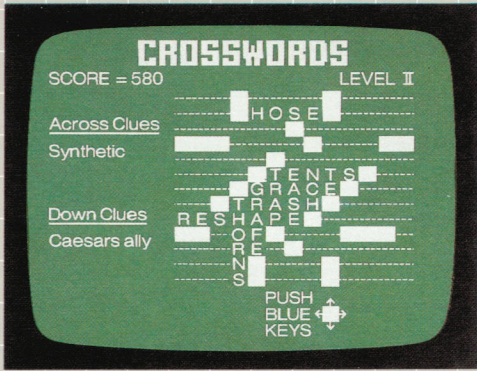 CROSSWORDS
SCORE = 580 LEVEL II
HOSE
Across Clues
Synthetic
TENTS
GRACE
TRASH
Down Clues
RESHAPE
Caesars ally
OF
RE
N
S
PUSH
BLUE
KEYS